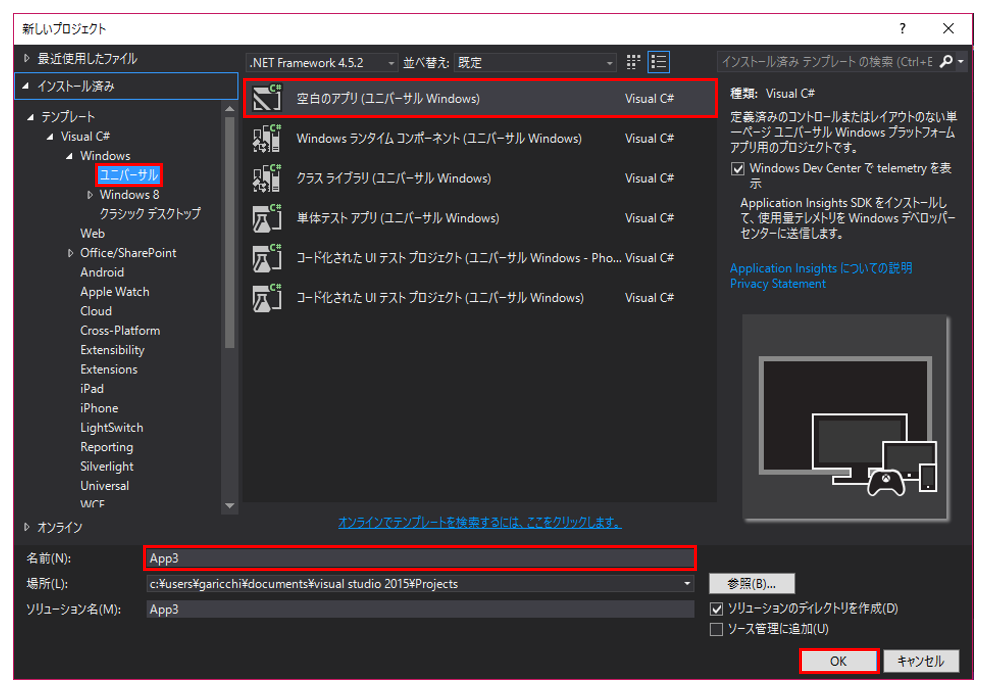 新しいプロジェクト
?
最近使用したファイル
インストール済み
テンプレート
Visual C#
Windows
ユニバーサル
Windows 8
クラシック デスクトップ
Web
Office/SharePoint
Android
Apple Watch
Cloud
Cross-Platform
Extensibility
Extensions
iPad
iPhone
LightSwitch
Reporting
Silverlight
Universal
WCF
オンライン
.NET Framework 4.5.2 並べ替え: 既定
空白のアプリ (ユニバーサル Windows) Visual C#
Windows ランタイム コンポーネント (ユニバーサル Windows) Visual C#
クラス ライブラリ (ユニバーサル Windows) Visual C#
単体テスト アプリ (ユニバーサル Windows) Visual C#
コード化された UI テスト プロジェクト (ユニバーサル Windows - Pho... Visual C#
コード化された UI テスト プロジェクト (ユニバーサル Windows) Visual C#
オンラインでテンプレートを検索するには、ここをクリックします。
インストール済み テンプレート の検索 (Ctrl+E
種類: Visual C#
定義済みのコントロールまたはレイアウトのない単
一ページ ユニバーサル Windows プラットフォーム
アプリ用のプロジェクトです。
Windows Dev Center で telemetry を表
示
Application Insights SDK をインストールし
て、使用量テレメトリを Windows デベロッパー
センターに送信します。
Application Insights についての説明
Privacy Statement
名前(N): App3
場所(L): c:¥users¥garicchi¥documents¥visual studio 2015¥Projects
参照(B)...
ソリューション名(M): App3
ソリューションのディレクトリを作成(D)
ソース管理に追加(U)
OK
キャンセル